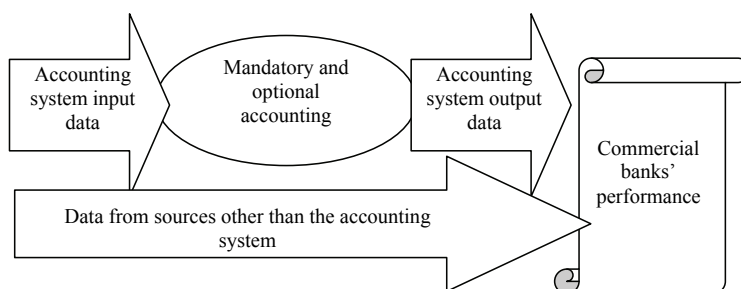 Accounting
system input
data
Mandatory and
optional
accounting
Accounting
system output
data
Commercial
banks’
performance
Data from sources other than the accounting
system